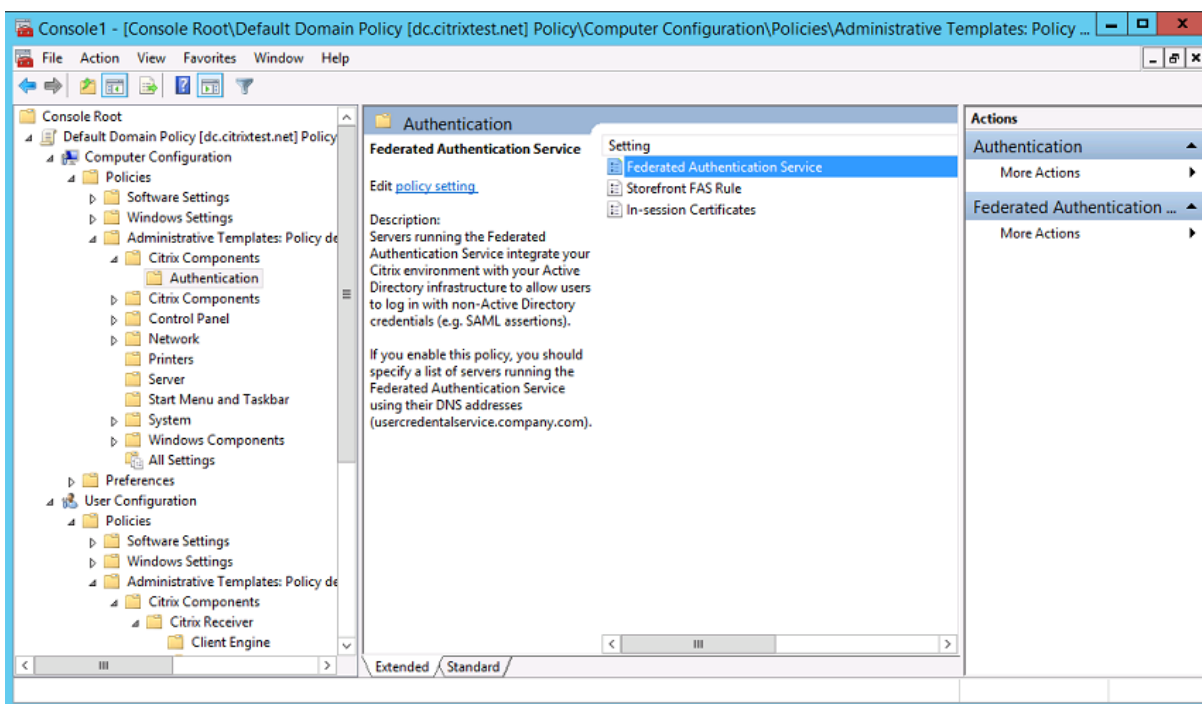 Console1 - [Console Root\Default Domain Policy [dc.citrixtest.net] Policy\Computer Configuration\Policies\Administrative Templates: Policy ...
File Action View Favorites Window Help
Console Root
Default Domain Policy [dc.citrixtest.net] Policy
Computer Configuration
Policies
Software Settings
Windows Settings
Administrative Templates: Policy de
Citrix Components
Authentication
Citrix Components
Control Panel
Network
Printers
Server
Start Menu and Taskbar
System
Windows Components
All Settings
Preferences
User Configuration
Policies
Software Settings
Windows Settings
Administrative Templates: Policy de
Citrix Components
Citrix Receiver
Client Engine
Authentication
Federated Authentication Service
Edit policy setting
Description:
Servers running the Federated
Authentication Service integrate your
Citrix environment with your Active
Directory infrastructure to allow users
to log in with non-Active Directory
credentials (e.g. SAML assertions).
If you enable this policy, you should
specify a list of servers running the
Federated Authentication Service
using their DNS addresses
(usercredentalservice.company.com).
Setting
Federated Authentication Service
Storefront FAS Rule
In-session Certificates
Extended Standard
Actions
Authentication
More Actions
Federated Authentication ...
More Actions